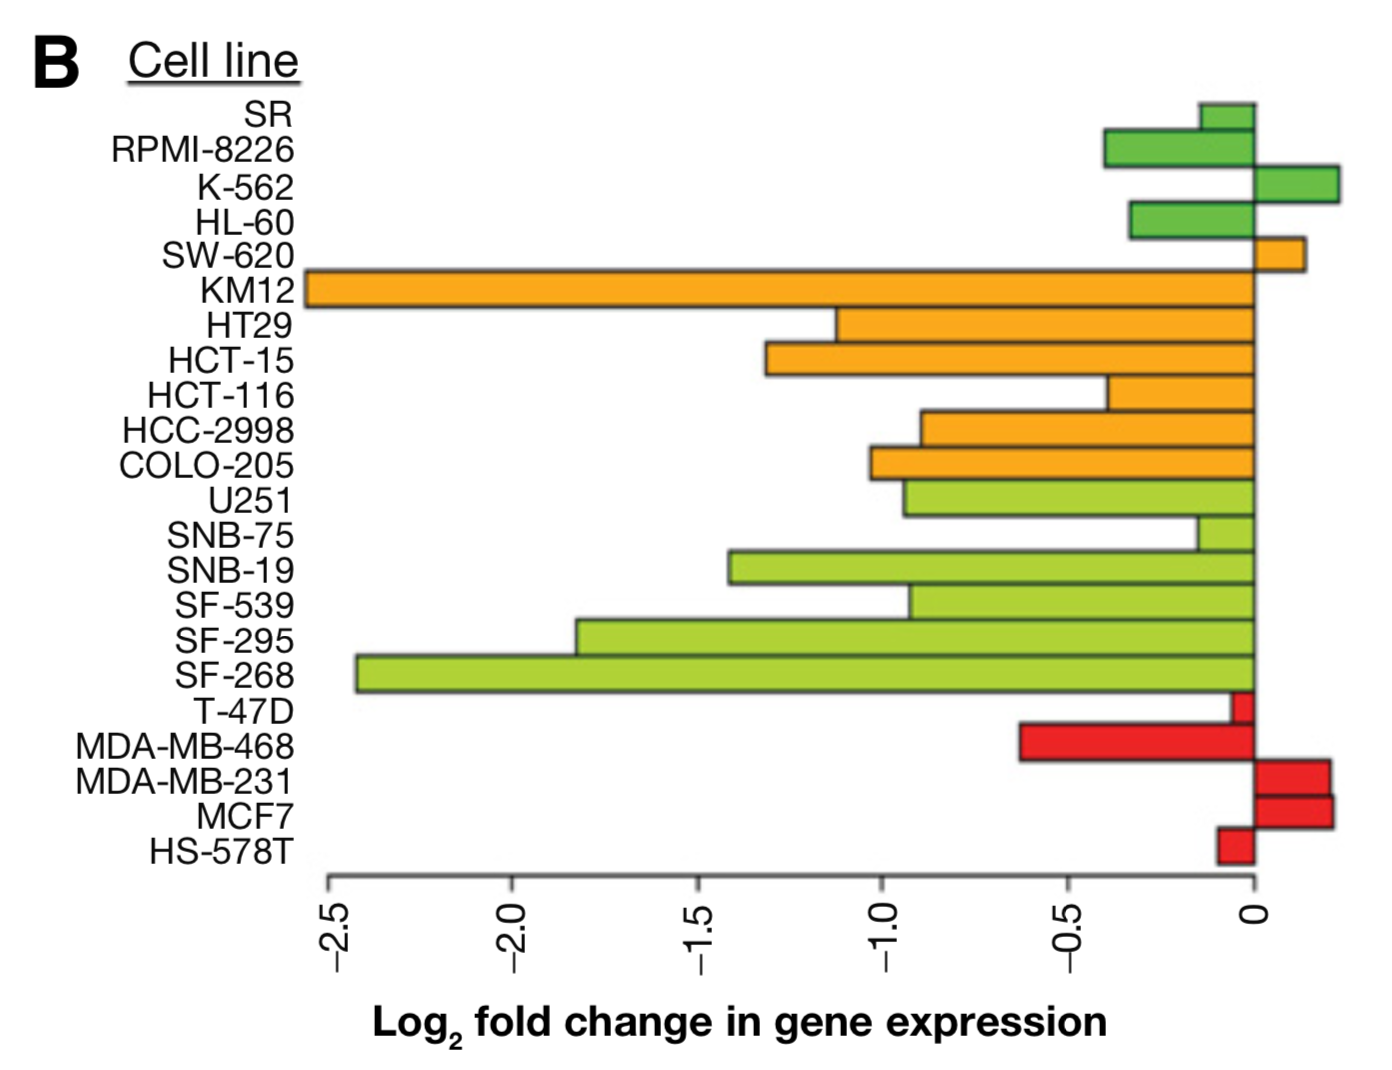 B Cell line
SR
RPMI-8226
K-562
HL-60
SW-620
KM12
HT29
HCT-15
HCT-116
HCC-2998
COLO-205
U251
SNB-75
SNB-19
SF-539
SF-295
SF-268
T-47D
MDA-MB-468
MDA-MB-231
MCF7
HS-578T
–2.5 –2.0 –1.5 –1.0 –0.5 0
Log₂ fold change in gene expression